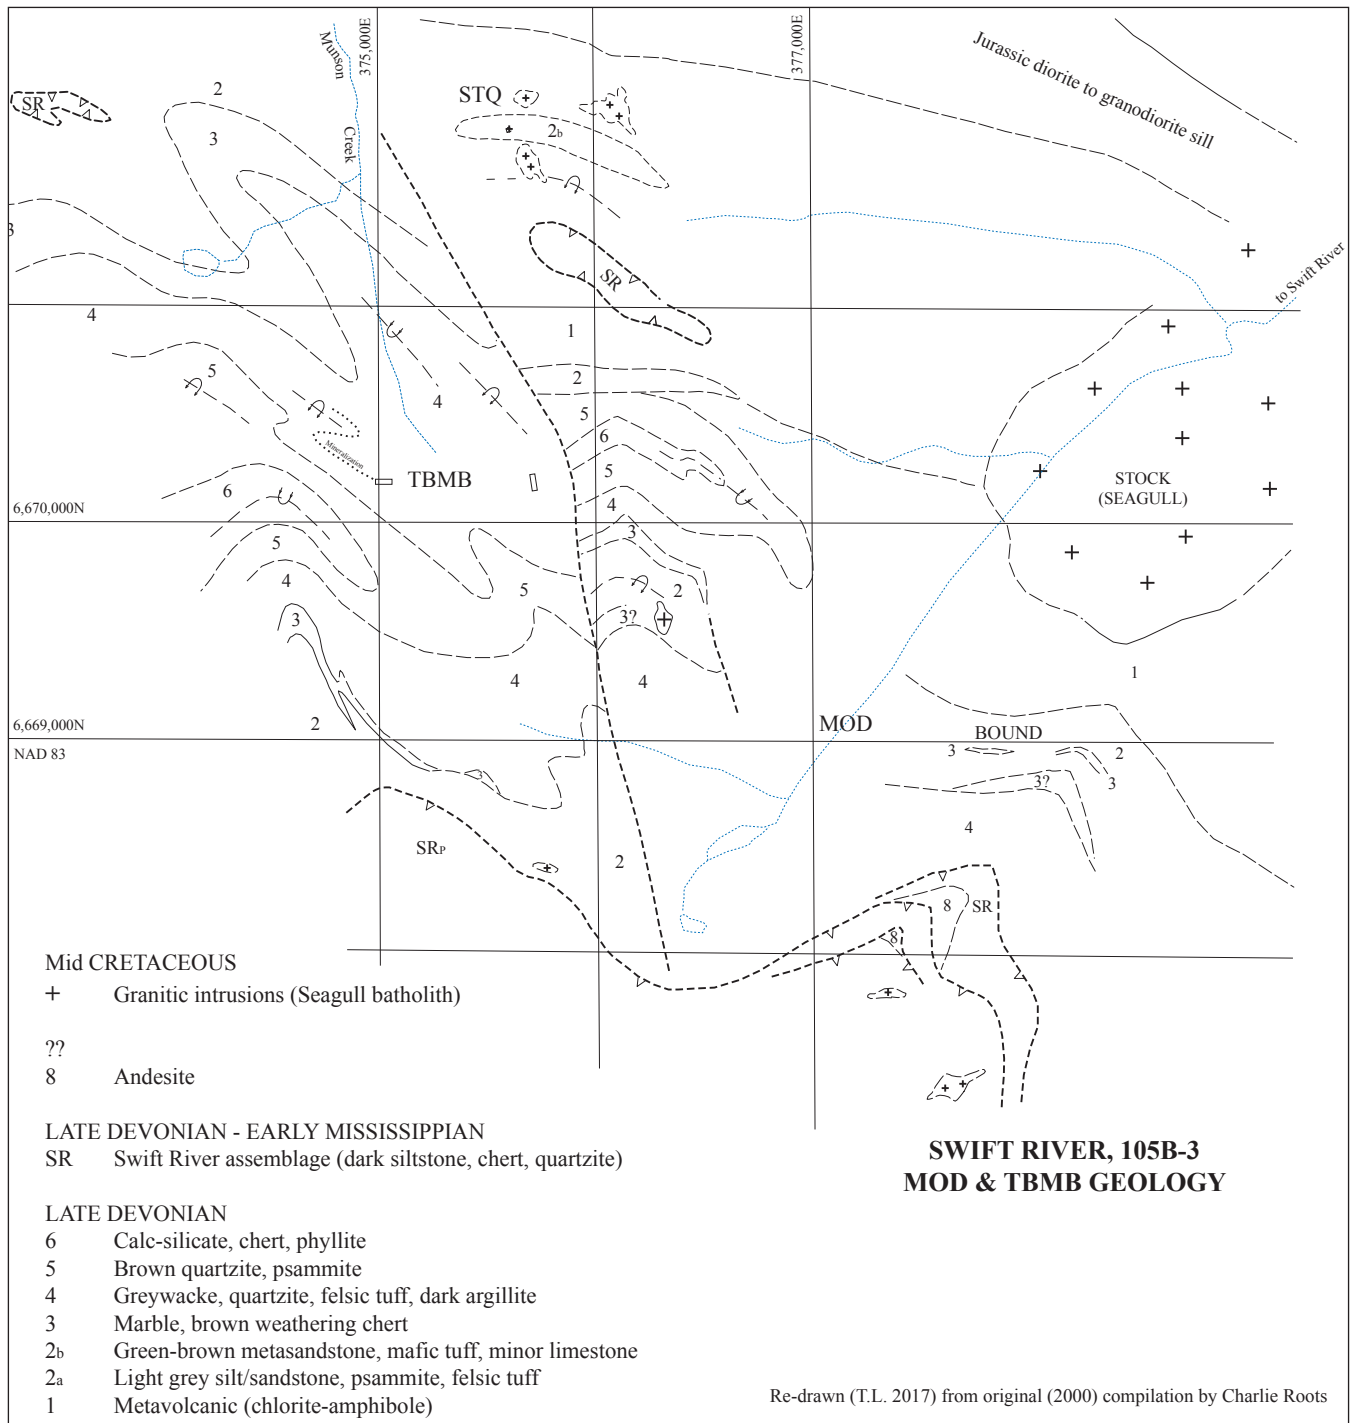 375,000E
377,000E
Munson
Creek
Jurassic diorite to granodiorite sill
to Swift River
SR
2
3
STQ
2b
3
SR
4
1
2
5
4
5
6
Mineralization
TBMB
5
6
4
STOCK
(SEAGULL)
6,670,000N
3
5
4
5
2
3
3??
4
4
1
2
6,669,000N
MOD
BOUND
NAD 83
3
2
3?
3
4
SRP
2
8
SR
8
Mid CRETACEOUS
+ Granitic intrusions (Seagull batholith)
??
8 Andesite
LATE DEVONIAN - EARLY MISSISSIPPIAN
SR Swift River assemblage (dark siltstone, chert, quartzite)
SWIFT RIVER, 105B-3
MOD & TBMB GEOLOGY
LATE DEVONIAN
6 Calc-silicate, chert, phyllite
5 Brown quartzite, psammite
4 Greywacke, quartzite, felsic tuff, dark argillite
3 Marble, brown weathering chert
2b Green-brown metasandstone, mafic tuff, minor limestone
2a Light grey silt/sandstone, psammite, felsic tuff
1 Metavolcanic (chlorite-amphibole)
Re-drawn (T.L. 2017) from original (2000) compilation by Charlie Roots